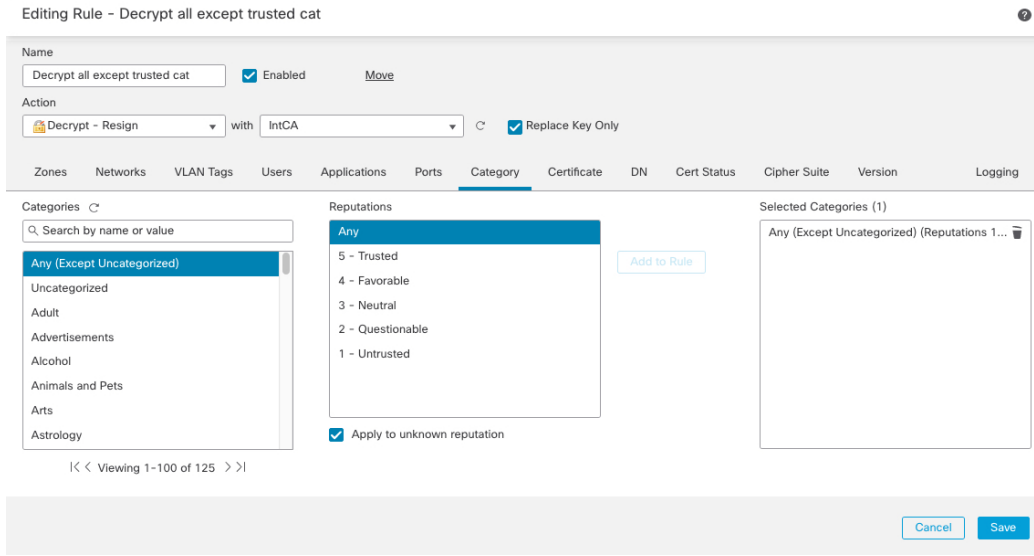 Editing Rule - Decrypt all except trusted cat
Name
Decrypt all except trusted cat Enabled Move
Action
Decrypt - Resign with IntCA Replace Key Only
Zones Networks VLAN Tags Users Applications Ports Category Certificate DN Cert Status Cipher Suite Version Logging
Categories Reputations Selected Categories (1)
Search by name or value Any Any (Except Uncategorized) (Reputations 1...
Any (Except Uncategorized) 5 - Trusted Add to Rule
Uncategorized 4 - Favorable
Adult 3 - Neutral
Advertisements 2 - Questionable
Alcohol 1 - Untrusted
Animals and Pets
Arts
Astrology Apply to unknown reputation
Viewing 1-100 of 125
Cancel Save